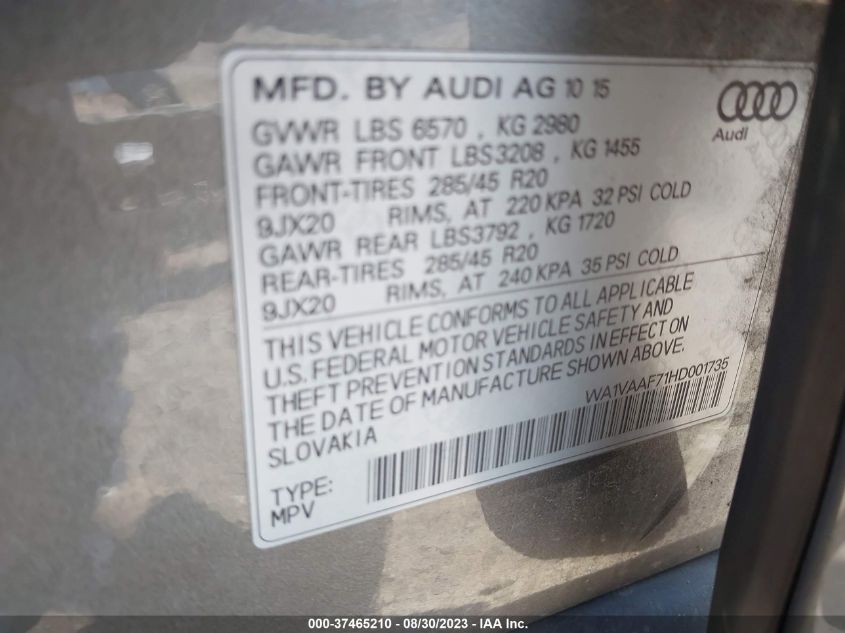 MFD. BY AUDI AG 10 15
Audi
GVWR LBS 6570 , KG 2980
GAWR FRONT LBS3208 , KG 1455
FRONT-TIRES 285/45 R20
9JX20 RIMS, AT 220 KPA 32 PSI COLD
GAWR REAR LBS3792 , KG 1720
REAR-TIRES 285/45 R20
9JX20 RIMS, AT 240 KPA 35 PSI COLD
THIS VEHICLE CONFORMS TO ALL APPLICABLE
U.S. FEDERAL MOTOR VEHICLE SAFETY AND
THEFT PREVENTION STANDARDS IN EFFECT ON
THE DATE OF MANUFACTURE SHOWN ABOVE.
SLOVAKIA
WA1VAAF71HD001735
TYPE:
MPV
000-37465210 - 08/30/2023 - IAA Inc.